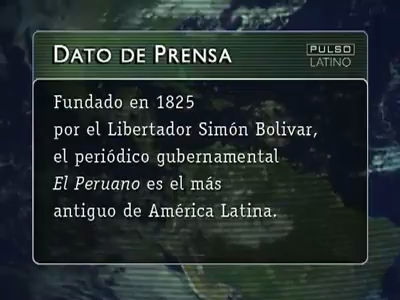 DATO DE PRENSA
PULSO
LATINO
Fundado en 1825
por el Libertador Simón Bolivar,
el periódico gubernamental
El Peruano es el más
antiguo de América Latina.